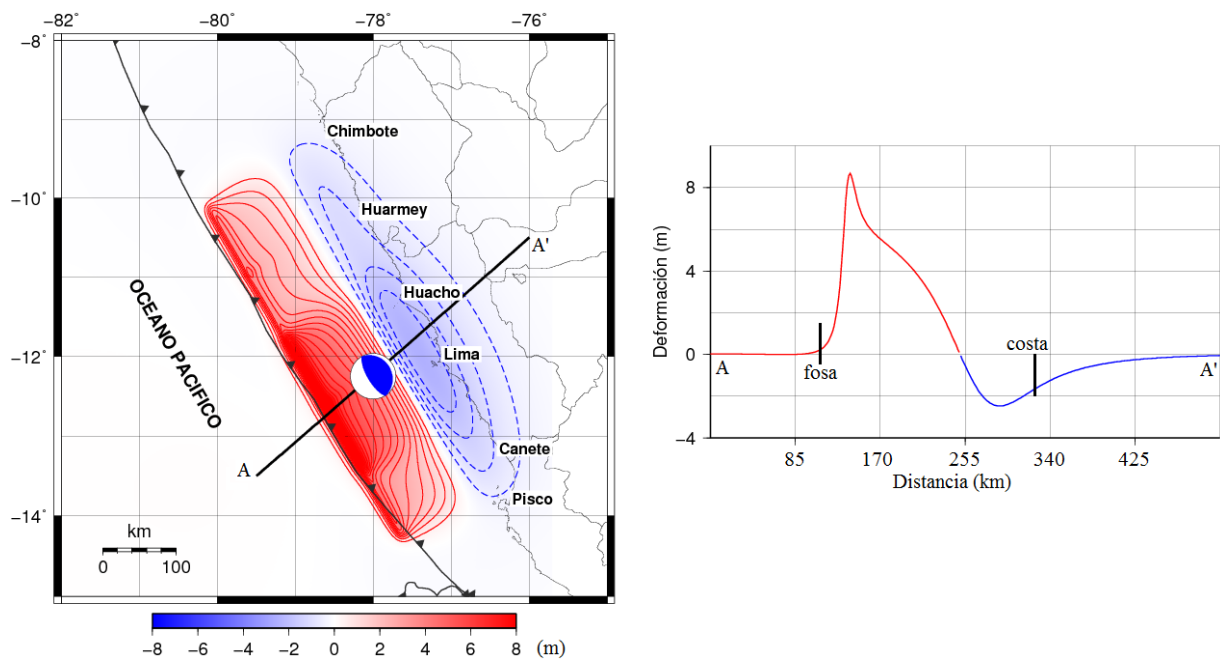 −82˚ −80˚ −78˚ −76˚
−8˚
Chimbote
−10˚
Huarmey
A'
Huacho
OCEANO PACIFICO
−12˚
Lima
A
Canete
Pisco
−14˚
km
0 100
−8 −6 −4 −2 0 2 4 6 8 (m)
Deformación (m)
8
4
0
−4
costa
A fosa A'
85 170 255 340 425
Distancia (km)